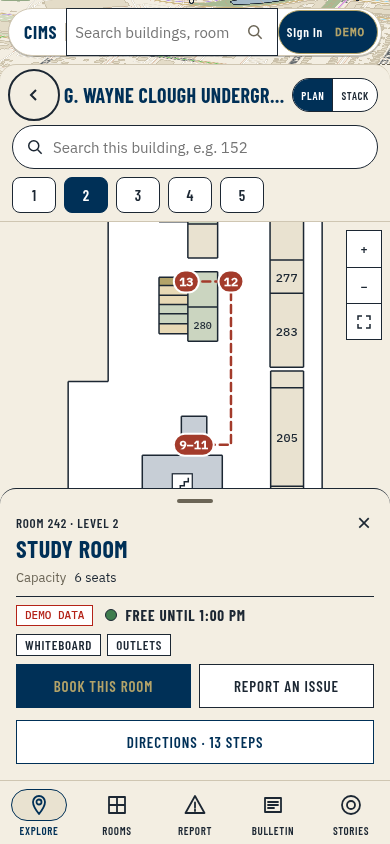 CIMS
Search buildings, room
Sign In DEMO
G. WAYNE CLOUGH UNDERGR...
PLAN STACK
Search this building, e.g. 152
1 2 3 4 5
277
13 12
280
283
205
9–11
ROOM 242 · LEVEL 2
STUDY ROOM
Capacity 6 seats
DEMO DATA FREE UNTIL 1:00 PM
WHITEBOARD OUTLETS
BOOK THIS ROOM REPORT AN ISSUE
DIRECTIONS · 13 STEPS
EXPLORE ROOMS REPORT BULLETIN STORIES